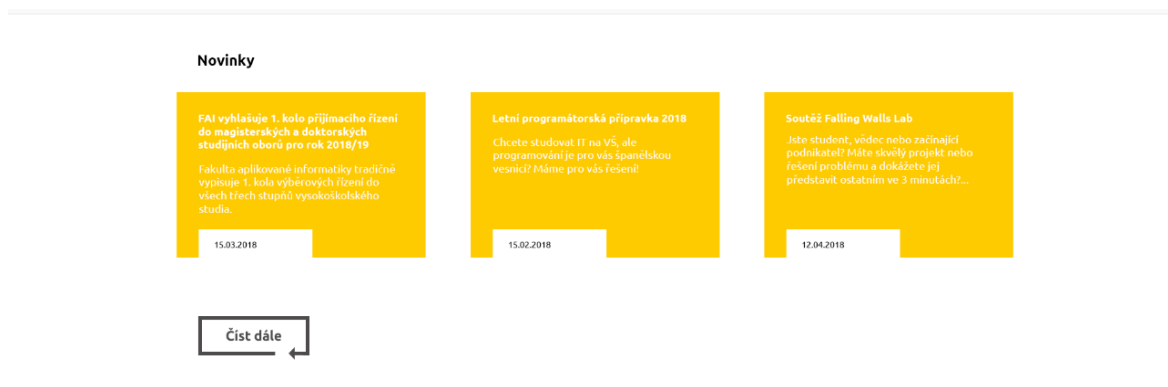 Novinky
FAI vyhlašuje 1. kolo přijímacího řízení
do magisterských a doktorských
studijních oborů pro rok 2018/19
Fakulta aplikované informatiky tradičně
vypisuje 1. kola výběrových řízení do
všech třech stupňů vysokoškolského
studia.
15.03.2018
Letní programátorská přípravka 2018
Chcete studovat IT na VŠ, ale
programování je pro vás španělskou
vesnicí? Máme pro vás řešení!
15.02.2018
Soutěž Falling Walls Lab
Jste student, vědec nebo začínající
podnikatel? Máte skvělý projekt nebo
řešení problému a dokážete jej
představit ostatním ve 3 minutách?...
12.04.2018
Číst dále